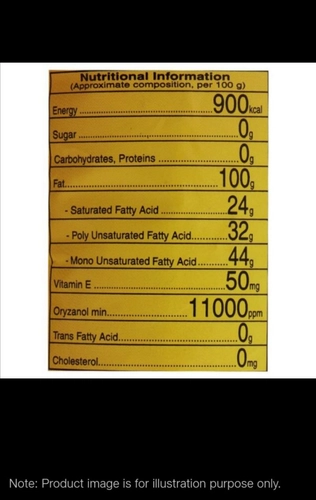 Nutritional Information
(Approximate composition, per 100 g)
Energy ........................ 900kcal
Sugar ........................ 0g
Carbohydrates, Proteins ........................ 0g
Fat........................ 100g
- Saturated Fatty Acid ........................ 24g
- Poly Unsaturated Fatty Acid............ 32g
- Mono Unsaturated Fatty Acid .......... 44g
Vitamin E ........................ 50mg
Oryzanol min........................ 11000ppm
Trans Fatty Acid........................ 0g
Cholesterol........................ 0mg
Note: Product image is for illustration purpose only.